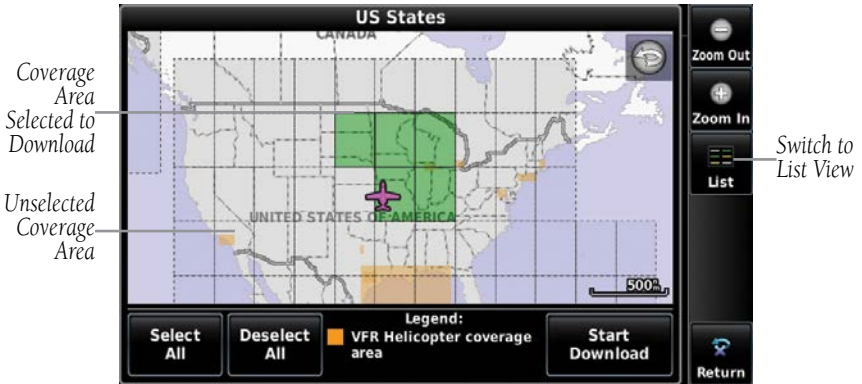 US States
CANADA
UNITED STATES OF AMERICA
Coverage
Area
Selected to
Download
Unselected
Coverage
Area
Zoom Out
Zoom In
List
Switch to
List View
Select
All
Deselect
All
Legend:
VFR Helicopter coverage
area
Start
Download
Return